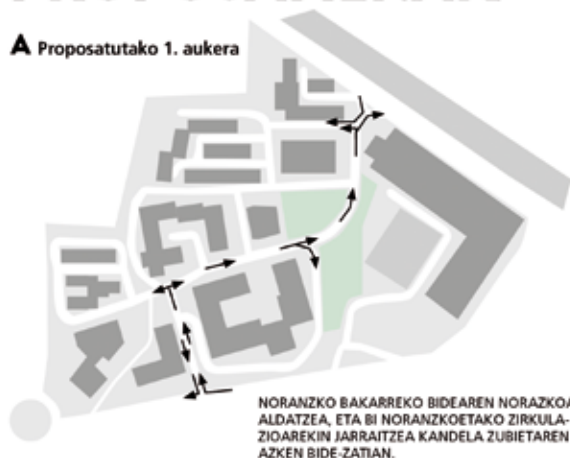 A Proposatutako 1. aukera
NORANZKO BAKARREKO BIDEAREN NORAZKOA
ALDATZEA, ETA BI NORANZKOETAKO ZIRKULA-
ZIOAREKIN JARRAITZEA KANDELA ZUBIETAREN
AZKEN BIDE-ZATIAN.